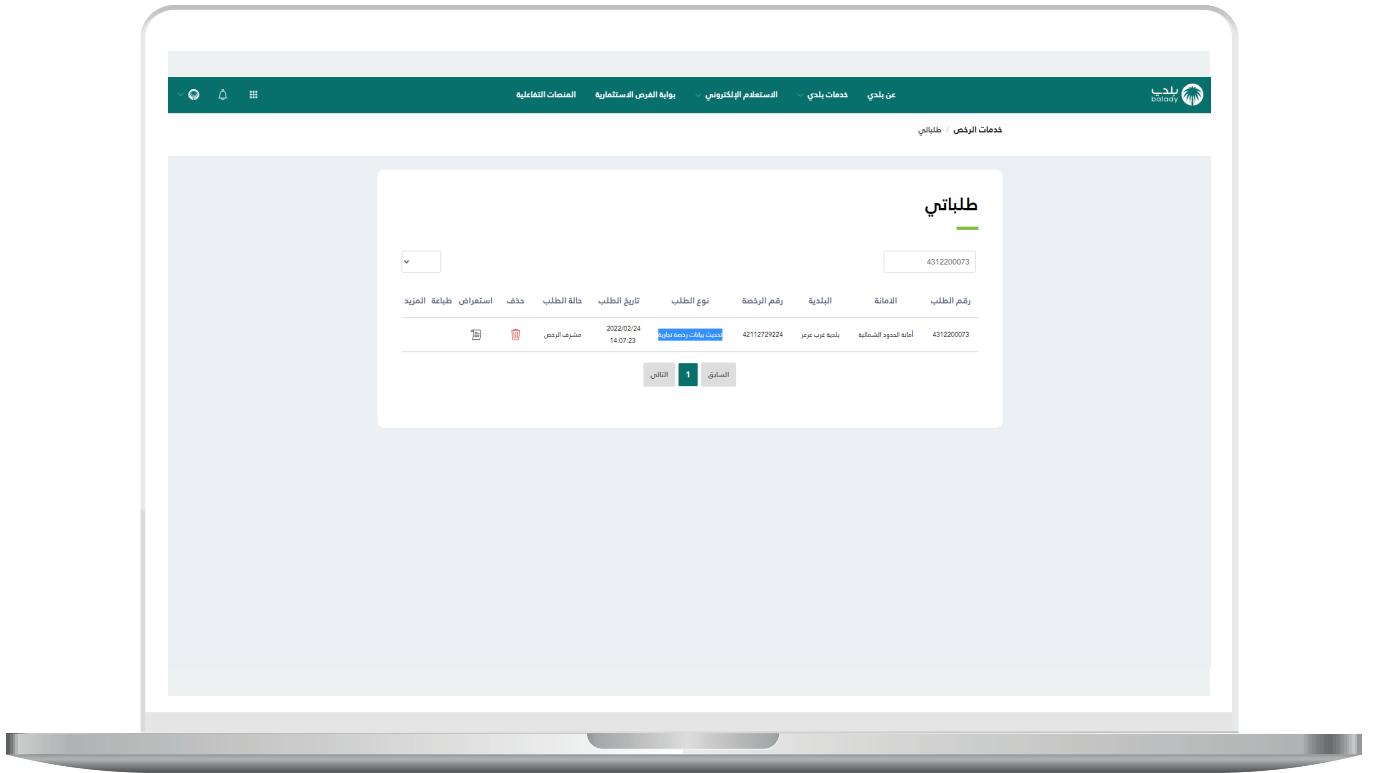 بلدي
balady
عن بلدي
خدمات بلدي
الاستعلام الإلكتروني
بوابة الفرص الاستثمارية
المنصات التفاعلية
خدمات الرخص / طلباتي
طلباتي
4312200073
رقم الطلب الامانة البلدية رقم الرخصة نوع الطلب تاريخ الطلب حالة الطلب حذف استعراض طباعة المزيد
4312200073 أمانة الحدود الشمالية بلدية غرب عرعر 42112729224 تحديث بيانات رخصة تجارية 2022/02/24 14:07:23 مشرف الرخص
السابق 1 التالي